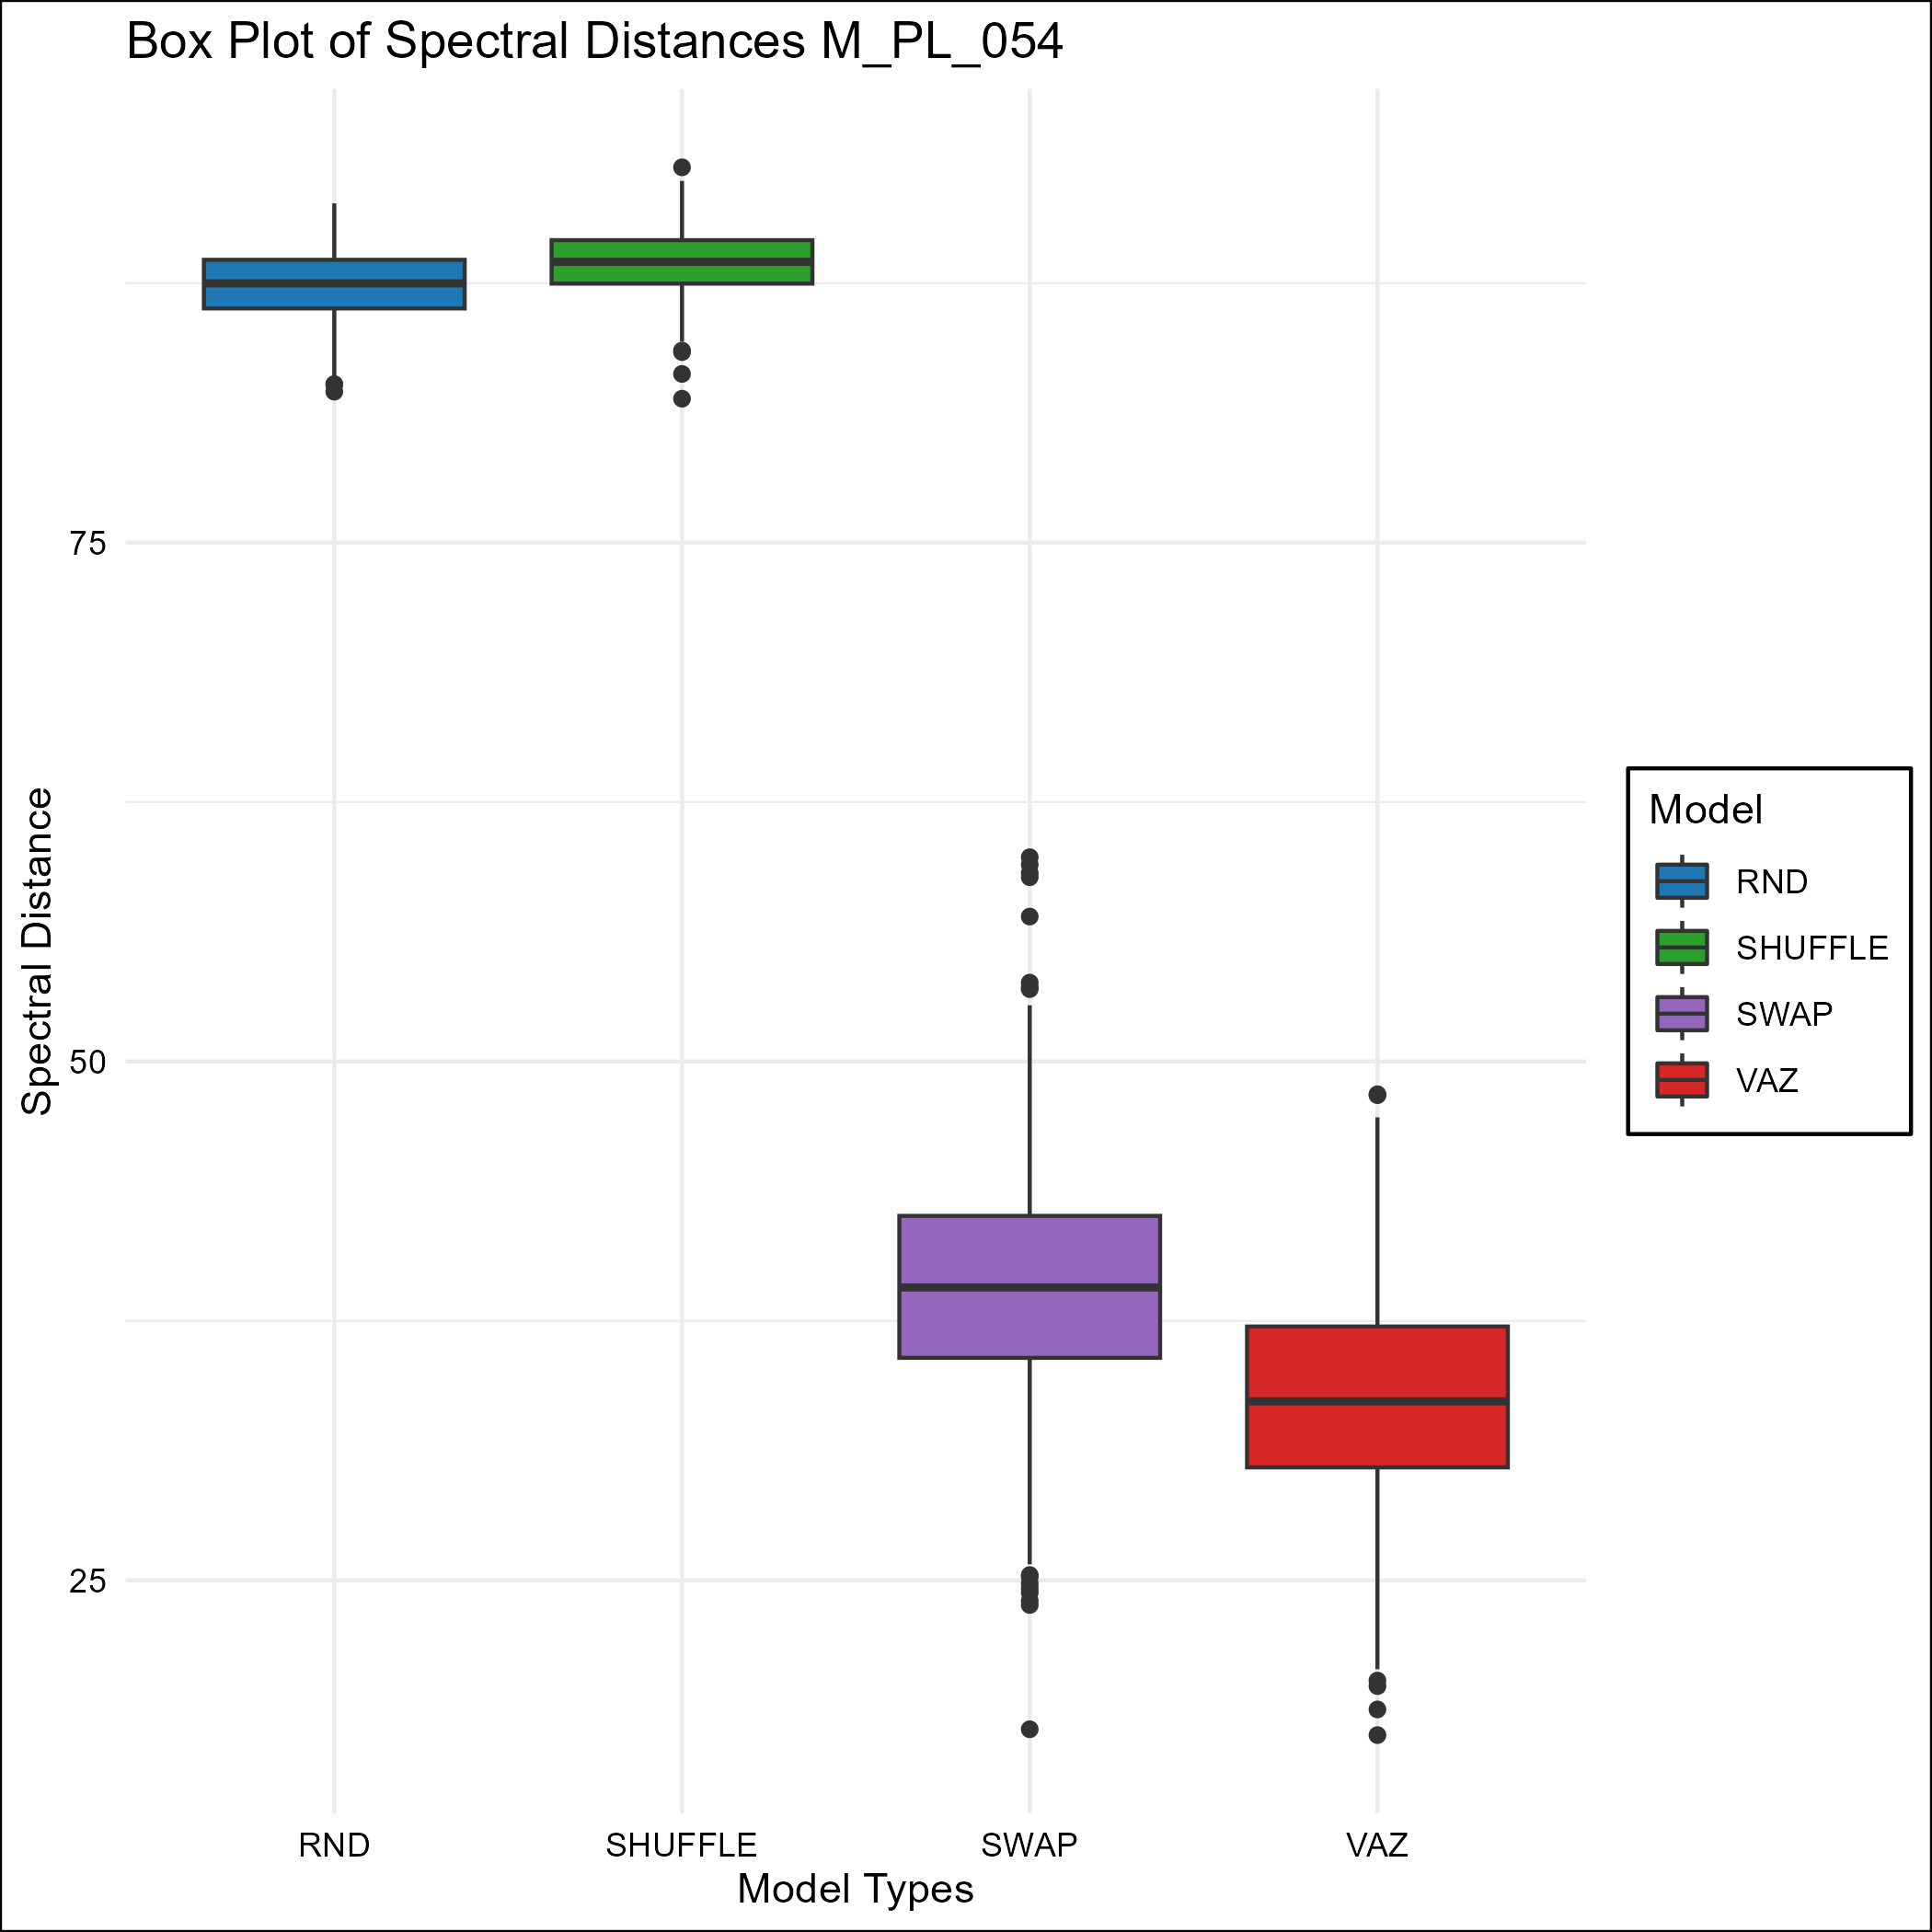 Box Plot of Spectral Distances M_PL_054
Spectral Distance
75
50
25
RND
SHUFFLE
SWAP
VAZ
Model Types
Model
RND
SHUFFLE
SWAP
VAZ